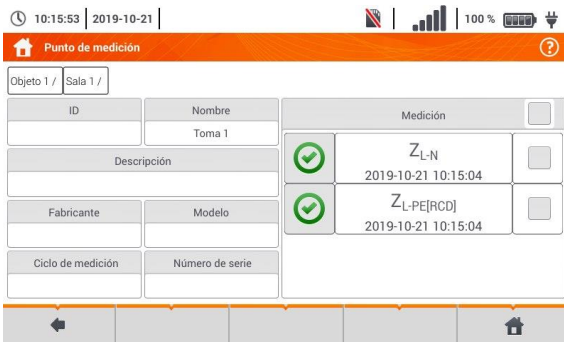 10:15:53 2019-10-21 100 %
Punto de medición ?
Objeto 1 / Sala 1 /
ID Nombre
Toma 1
Descripción
Fabricante Modelo
Ciclo de medición Número de serie
Medición
ZL-N
2019-10-21 10:15:04
ZL-PE[RCD]
2019-10-21 10:15:04